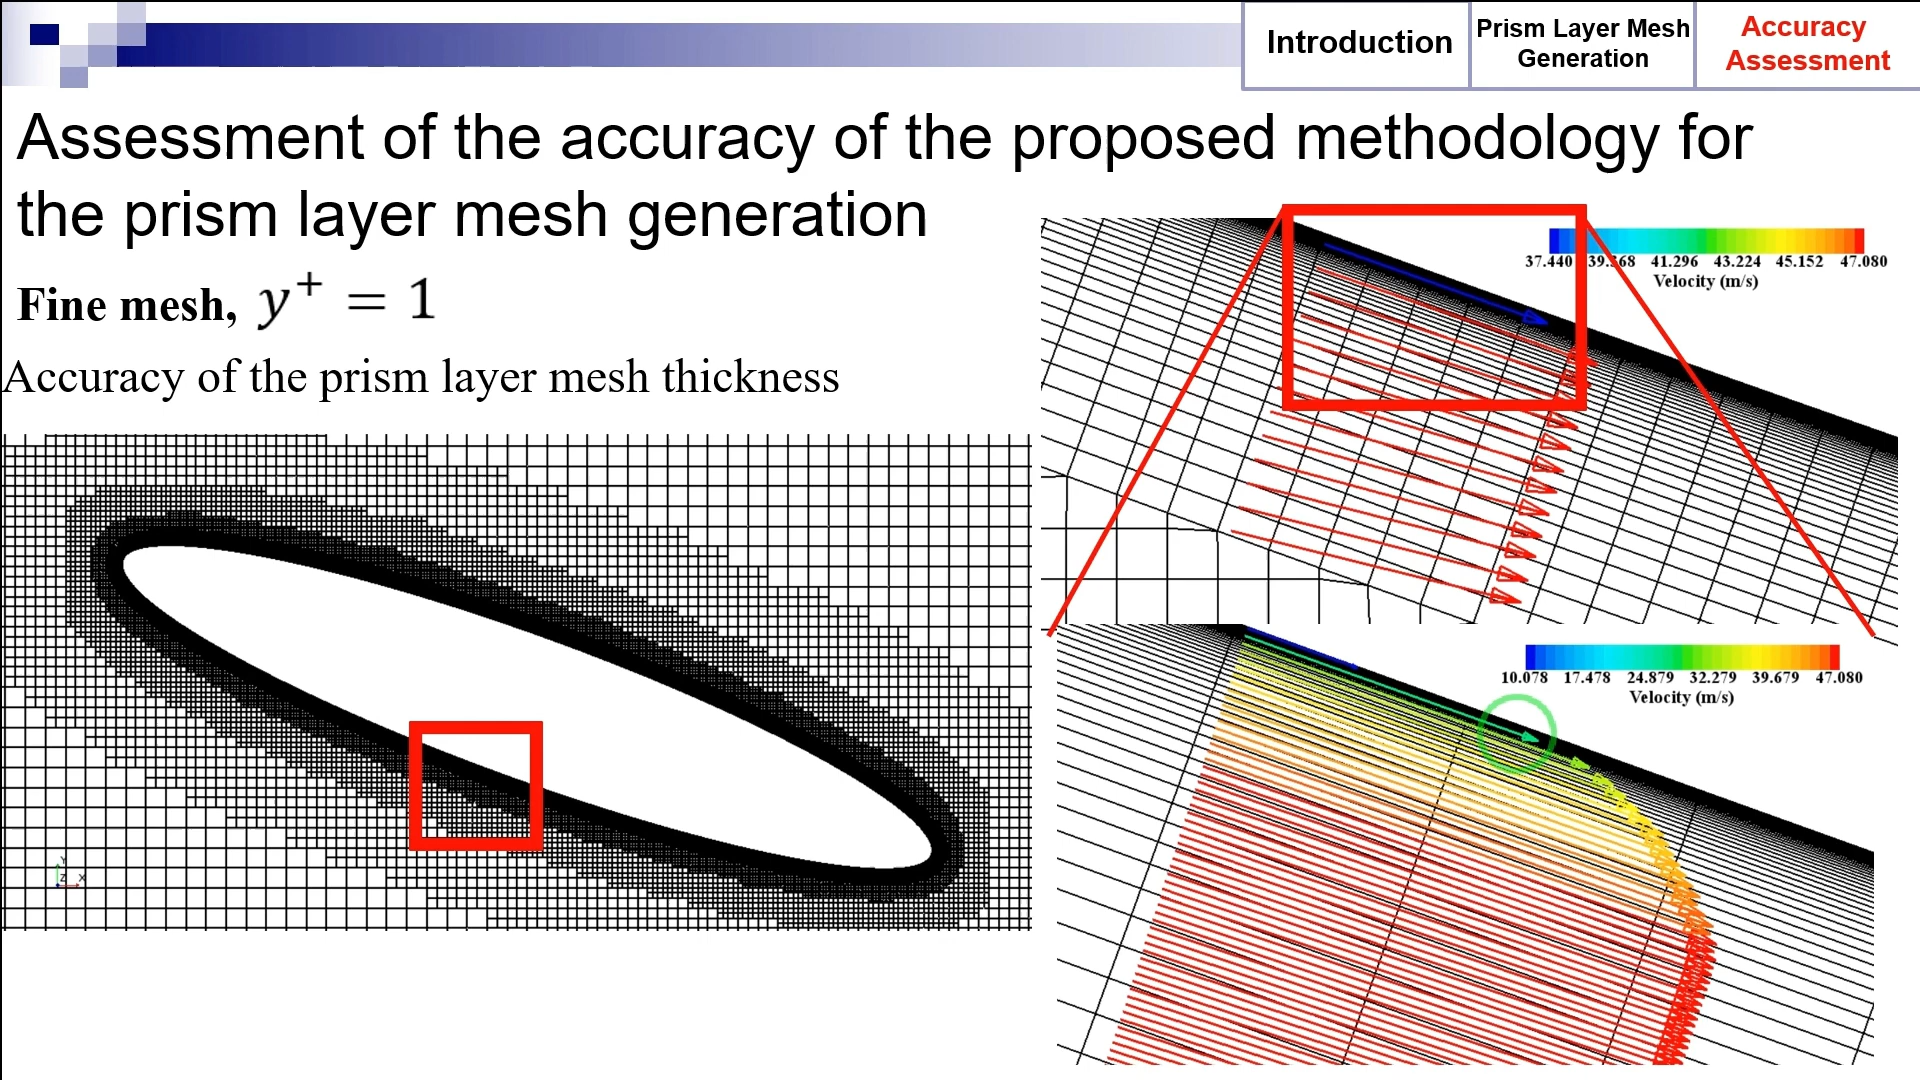 Introduction
Prism Layer Mesh
Generation
Accuracy
Assessment
Assessment of the accuracy of the proposed methodology for
the prism layer mesh generation
Fine mesh, y⁺ = 1
Accuracy of the prism layer mesh thickness
37.440 39.368 41.296 43.224 45.152 47.080
Velocity (m/s)
10.078 17.478 24.879 32.279 39.679 47.080
Velocity (m/s)
Y
Z X